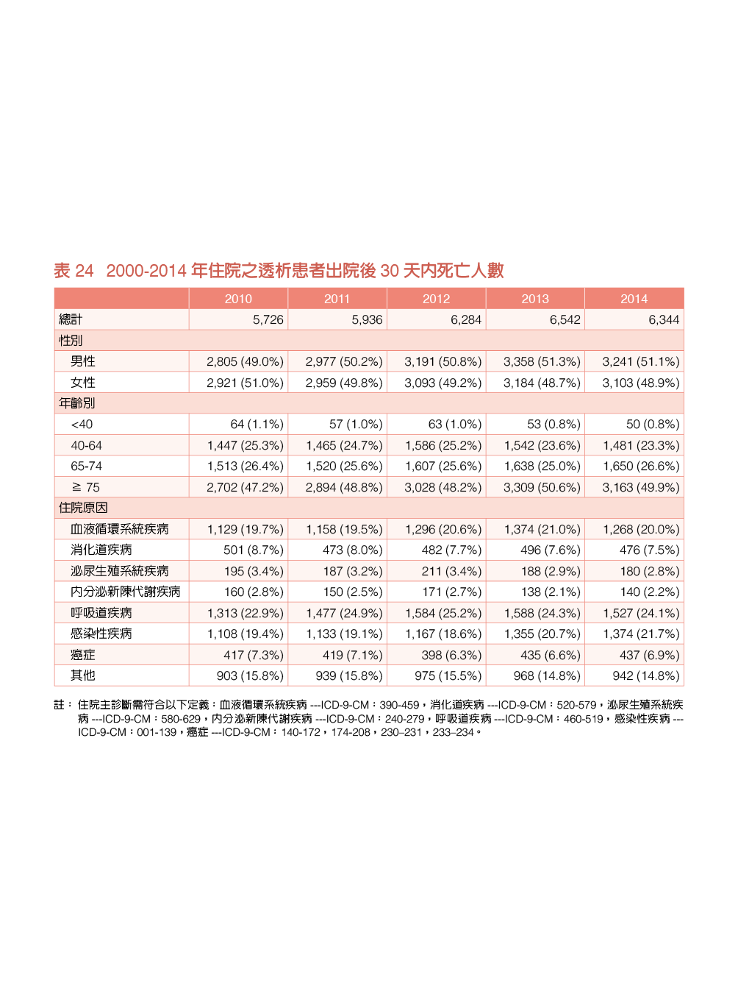 表 24 2000-2014 年住院之透析患者出院後 30 天內死亡人數
2010 2011 2012 2013 2014
總計 5,726 5,936 6,284 6,542 6,344
性別
男性 2,805 (49.0%) 2,977 (50.2%) 3,191 (50.8%) 3,358 (51.3%) 3,241 (51.1%)
女性 2,921 (51.0%) 2,959 (49.8%) 3,093 (49.2%) 3,184 (48.7%) 3,103 (48.9%)
年齡別
<40 64 (1.1%) 57 (1.0%) 63 (1.0%) 53 (0.8%) 50 (0.8%)
40-64 1,447 (25.3%) 1,465 (24.7%) 1,586 (25.2%) 1,542 (23.6%) 1,481 (23.3%)
65-74 1,513 (26.4%) 1,520 (25.6%) 1,607 (25.6%) 1,638 (25.0%) 1,650 (26.6%)
≧ 75 2,702 (47.2%) 2,894 (48.8%) 3,028 (48.2%) 3,309 (50.6%) 3,163 (49.9%)
住院原因
血液循環系統疾病 1,129 (19.7%) 1,158 (19.5%) 1,296 (20.6%) 1,374 (21.0%) 1,268 (20.0%)
消化道疾病 501 (8.7%) 473 (8.0%) 482 (7.7%) 496 (7.6%) 476 (7.5%)
泌尿生殖系統疾病 195 (3.4%) 187 (3.2%) 211 (3.4%) 188 (2.9%) 180 (2.8%)
內分泌新陳代謝疾病 160 (2.8%) 150 (2.5%) 171 (2.7%) 138 (2.1%) 140 (2.2%)
呼吸道疾病 1,313 (22.9%) 1,477 (24.9%) 1,584 (25.2%) 1,588 (24.3%) 1,527 (24.1%)
感染性疾病 1,108 (19.4%) 1,133 (19.1%) 1,167 (18.6%) 1,355 (20.7%) 1,374 (21.7%)
癌症 417 (7.3%) 419 (7.1%) 398 (6.3%) 435 (6.6%) 437 (6.9%)
其他 903 (15.8%) 939 (15.8%) 975 (15.5%) 968 (14.8%) 942 (14.8%)
註：住院主診斷需符合以下定義：血液循環系統疾病 ---ICD-9-CM：390-459，消化道疾病 ---ICD-9-CM：520-579，泌尿生殖系統疾
病 ---ICD-9-CM：580-629，內分泌新陳代謝疾病 ---ICD-9-CM：240-279，呼吸道疾病 ---ICD-9-CM：460-519，感染性疾病 ---
ICD-9-CM：001-139，癌症 ---ICD-9-CM：140-172，174-208，230–231，233–234。